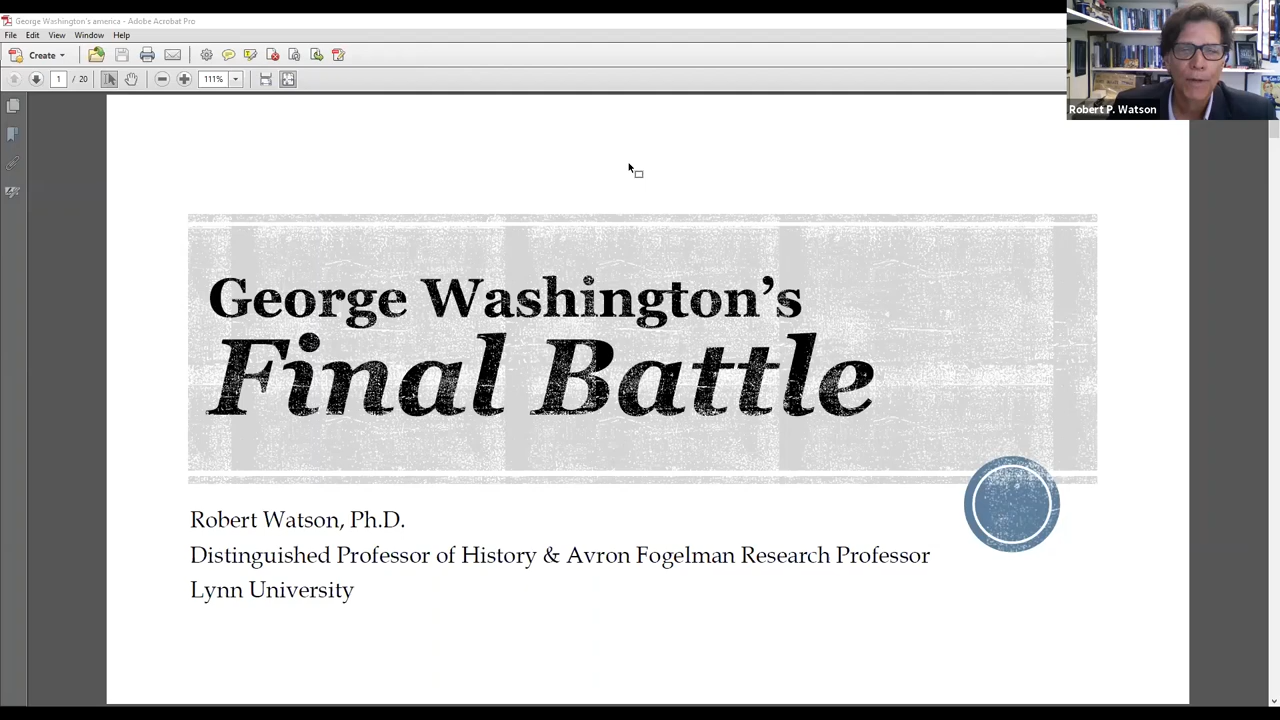 George Washington's america - Adobe Acrobat Pro
File Edit View Window Help
Create
1 / 20 111%
Robert P. Watson
George Washington’s
Final Battle
Robert Watson, Ph.D.
Distinguished Professor of History & Avron Fogelman Research Professor
Lynn University